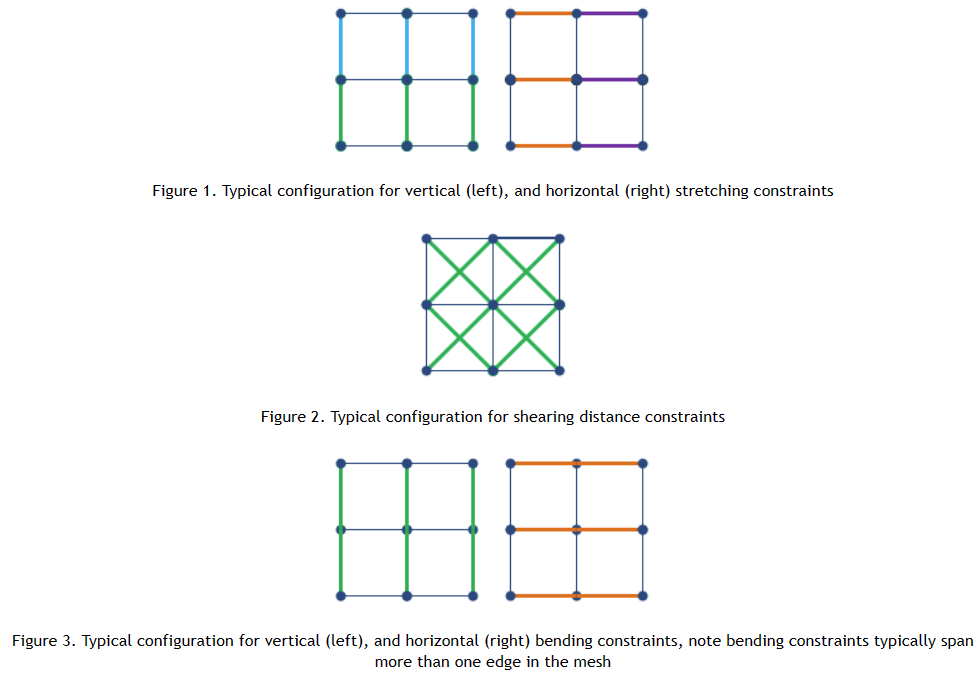 Figure 1. Typical configuration for vertical (left), and horizontal (right) stretching constraints
Figure 2. Typical configuration for shearing distance constraints
Figure 3. Typical configuration for vertical (left), and horizontal (right) bending constraints, note bending constraints typically span
more than one edge in the mesh